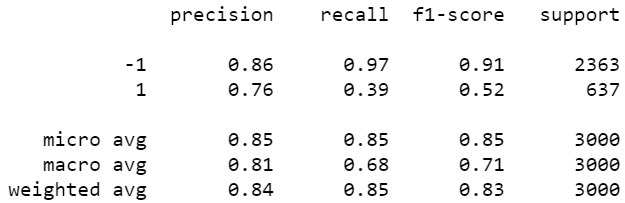 precision recall f1-score support
-1 0.86 0.97 0.91 2363
1 0.76 0.39 0.52 637
micro avg 0.85 0.85 0.85 3000
macro avg 0.81 0.68 0.71 3000
weighted avg 0.84 0.85 0.83 3000